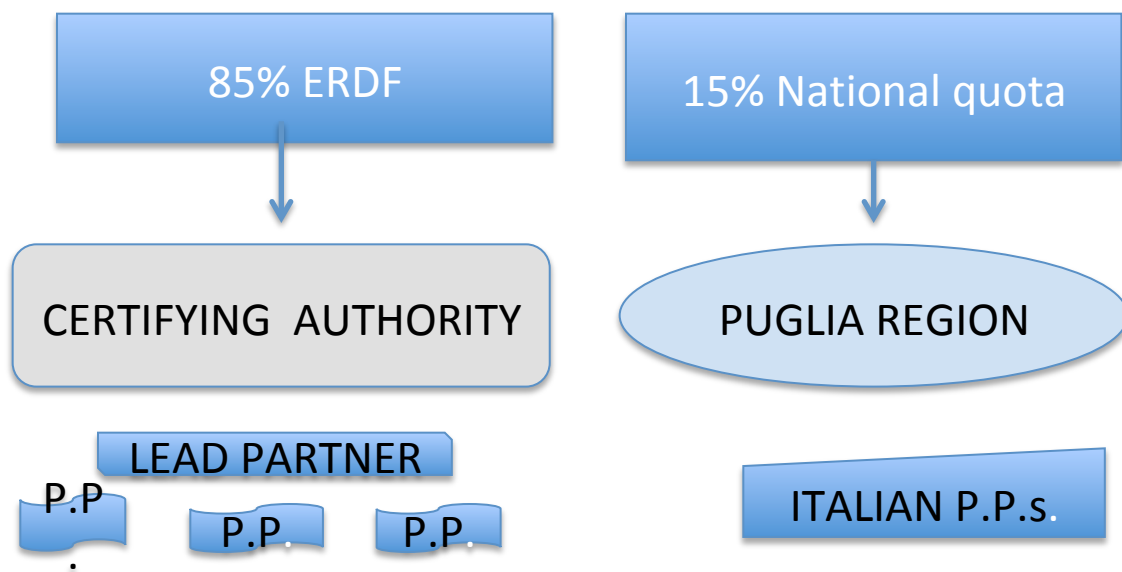 85% ERDF
15% National quota
CERTIFYING AUTHORITY
PUGLIA REGION
LEAD PARTNER
P.P
.
P.P.
P.P.
ITALIAN P.P.s.